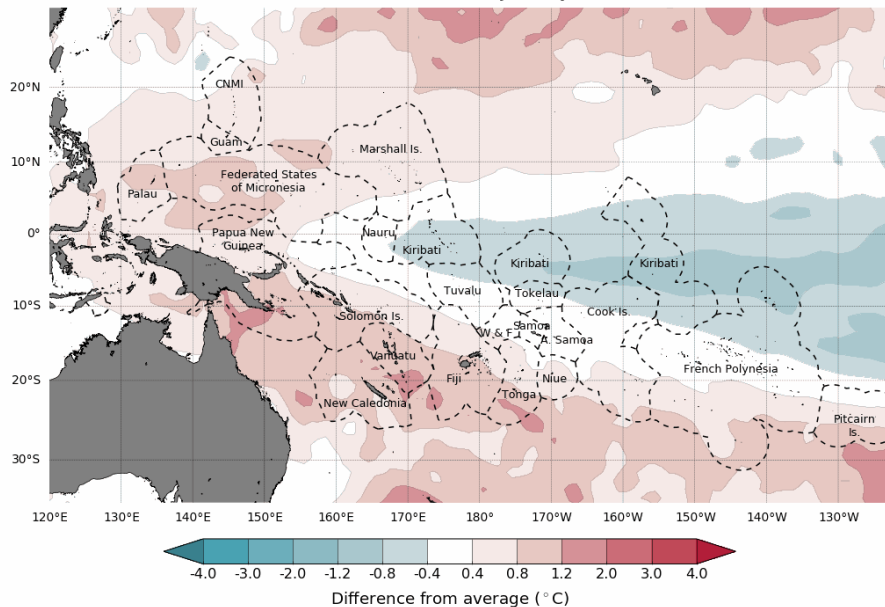 20°N
CNMI
Guam
Marshall Is.
10°N
Federated States
of Micronesia
Palau
0°
Papua New
Guinea
Nauru
Kiribati
Kiribati
Kiribati
Tuvalu
Tokelau
10°S
Solomon Is.
Cook Is.
W & F
Samoa
A. Samoa
Vanuatu
20°S
Fiji
Niue
French Polynesia
New Caledonia
Tonga
Pitcairn
Is.
30°S
120°E 130°E 140°E 150°E 160°E 170°E 180° 170°W 160°W 150°W 140°W 130°W
-4.0 -3.0 -2.0 -1.2 -0.8 -0.4 0.4 0.8 1.2 2.0 3.0 4.0
Difference from average (°C)